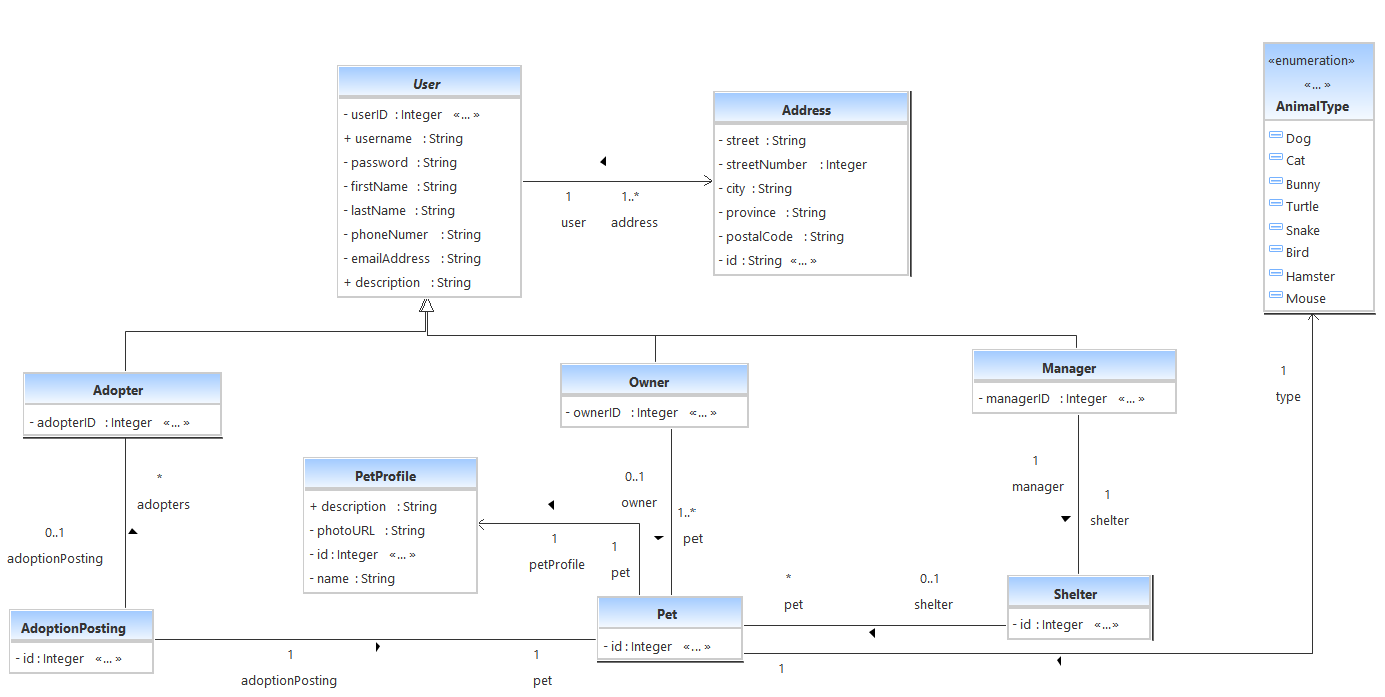 User
- userID : Integer «... »
+ username : String
- password : String
- firstName : String
- lastName : String
- phoneNumer : String
- emailAddress : String
+ description : String
1
user
1..*
address
Address
- street : String
- streetNumber : Integer
- city : String
- province : String
- postalCode : String
- id : String «... »
«enumeration»
«... »
AnimalType
Dog
Cat
Bunny
Turtle
Snake
Bird
Hamster
Mouse
1
type
Adopter
- adopterID : Integer «... »
Owner
- ownerID : Integer «... »
Manager
- managerID : Integer «... »
*
adopters
0..1
adoptionPosting
PetProfile
+ description : String
- photoURL : String
- id : Integer «... »
- name : String
1
petProfile
1
pet
0..1
owner
1..*
pet
1
manager
1
shelter
*
pet
0..1
shelter
Shelter
- id : Integer «...»
AdoptionPosting
- id : Integer «... »
1
adoptionPosting
1
pet
Pet
- id : Integer «... »
1